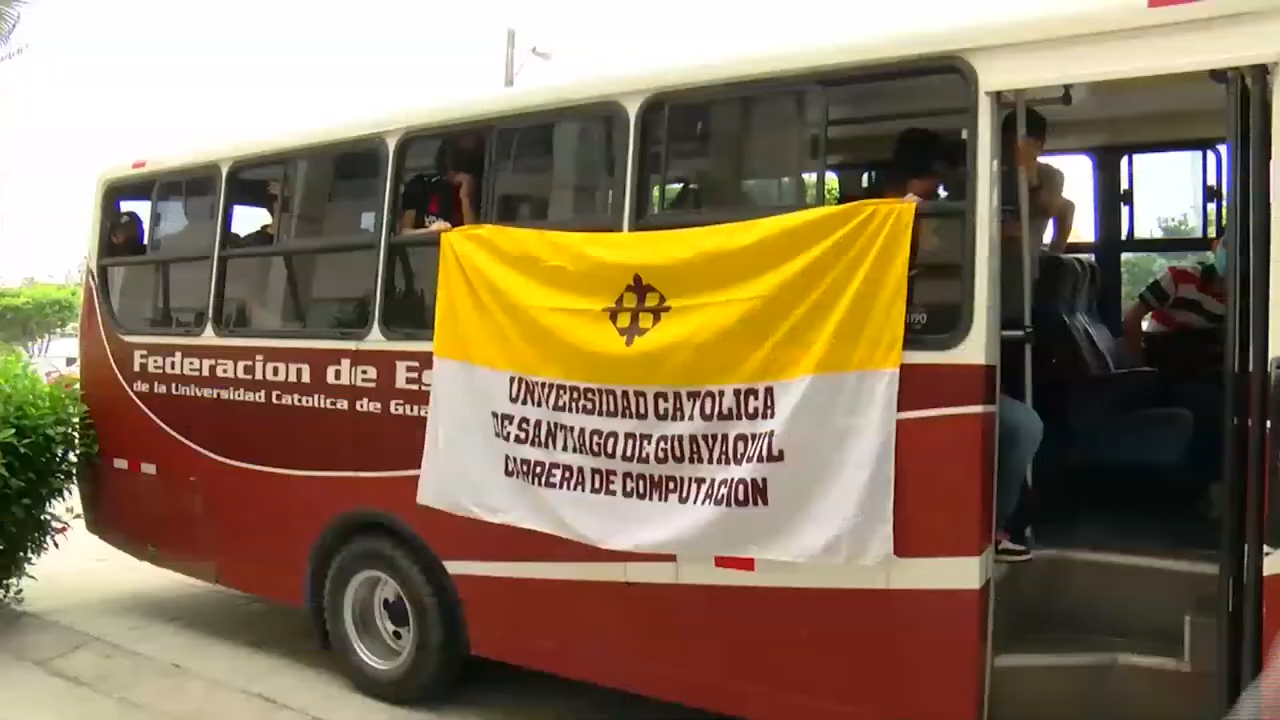 Federacion de Es
de la Universidad Catolica de Gua
UNIVERSIDAD CATOLICA
DE SANTIAGO DE GUAYAQUIL
CARRERA DE COMPUTACION